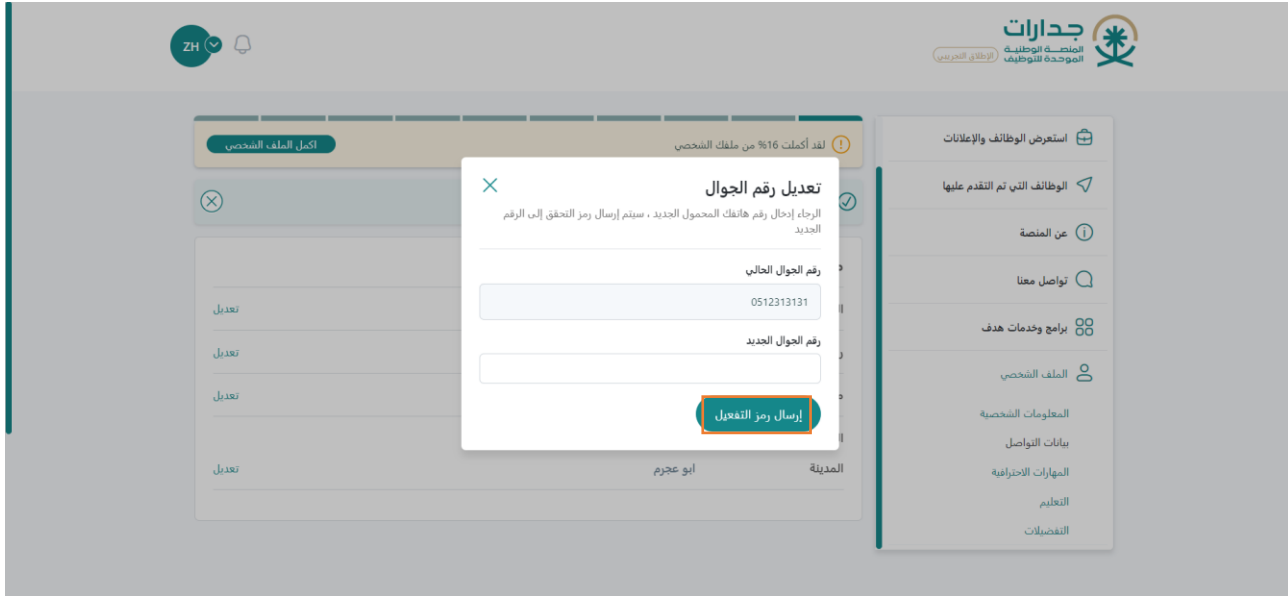 جدارات
المنصة الوطنية
الموحدة للتوظيف
(الإطلاق التجريبي)
ZH
استعرض الوظائف والإعلانات
الوظائف التي تم التقدم عليها
عن المنصة
تواصل معنا
برامج وخدمات هدف
الملف الشخصي
المعلومات الشخصية
بيانات التواصل
المهارات الاحترافية
التعليم
التفضيلات
لقد أكملت 16% من ملفك الشخصي
اكمل الملف الشخصي
تعديل رقم الجوال
الرجاء إدخال رقم هاتفك المحمول الجديد ، سيتم إرسال رمز التحقق إلى الرقم
الجديد
رقم الجوال الحالي
0512313131
رقم الجوال الجديد
إرسال رمز التفعيل
تعديل
تعديل
تعديل
المدينة ابو عجرم تعديل